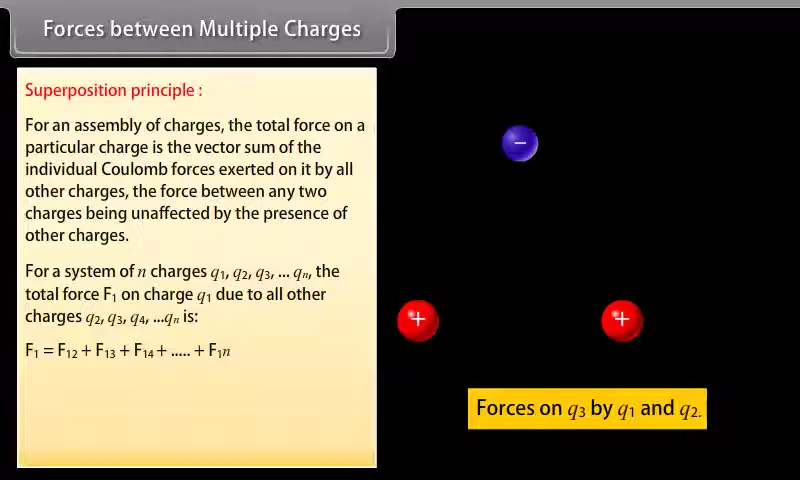 Forces between Multiple Charges
Superposition principle :
For an assembly of charges, the total force on a
particular charge is the vector sum of the
individual Coulomb forces exerted on it by all
other charges, the force between any two
charges being unaffected by the presence of
other charges.
For a system of n charges q₁, q₂, q₃, ... qₙ, the
total force F₁ on charge q₁ due to all other
charges q₂, q₃, q₄, ...qₙ is:
F₁ = F₁₂ + F₁₃ + F₁₄ + ..... + F₁n
−
+ +
Forces on q₃ by q₁ and q₂.